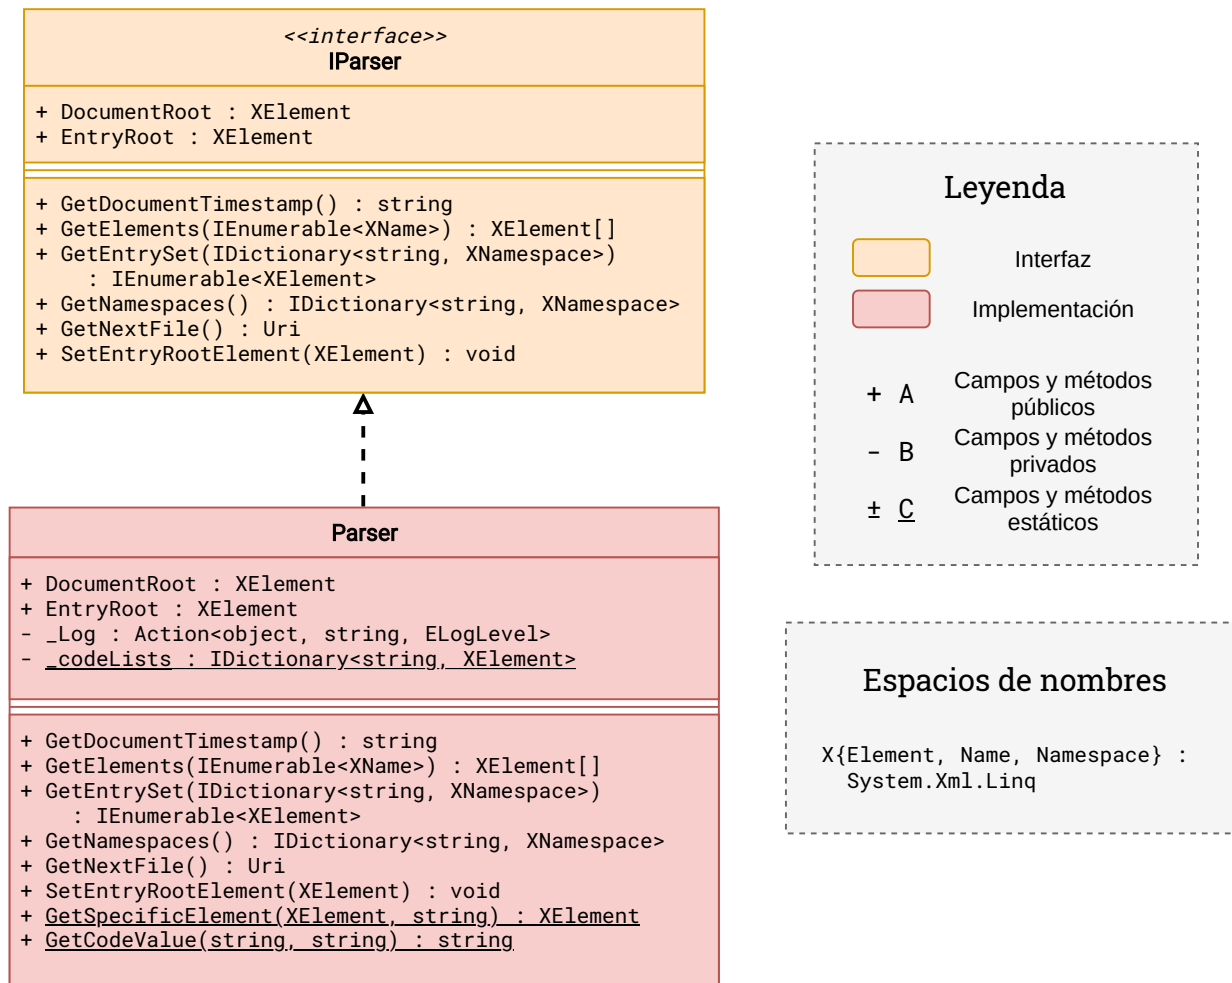 <<interface>>
IParser
+ DocumentRoot : XElement
+ EntryRoot : XElement
+ GetDocumentTimestamp() : string
+ GetElements(IEnumerable<XName>) : XElement[]
+ GetEntrySet(IDictionary<string, XNamespace>)
: IEnumerable<XElement>
+ GetNamespaces() : IDictionary<string, XNamespace>
+ GetNextFile() : Uri
+ SetEntryRootElement(XElement) : void
Parser
+ DocumentRoot : XElement
+ EntryRoot : XElement
- _Log : Action<object, string, ELogLevel>
- _codeLists : IDictionary<string, XElement>
+ GetDocumentTimestamp() : string
+ GetElements(IEnumerable<XName>) : XElement[]
+ GetEntrySet(IDictionary<string, XNamespace>)
: IEnumerable<XElement>
+ GetNamespaces() : IDictionary<string, XNamespace>
+ GetNextFile() : Uri
+ SetEntryRootElement(XElement) : void
+ GetSpecificElement(XElement, string) : XElement
+ GetCodeValue(string, string) : string
Leyenda
Interfaz
Implementación
+ A Campos y métodos
públicos
- B Campos y métodos
privados
± C Campos y métodos
estáticos
Espacios de nombres
X{Element, Name, Namespace} :
System.Xml.Linq